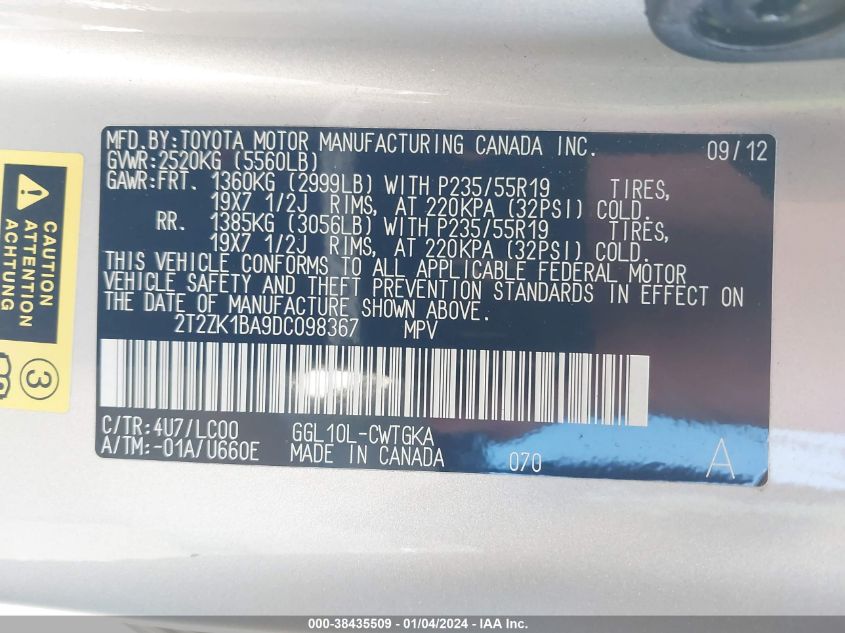 MFD.BY:TOYOTA MOTOR MANUFACTURING CANADA INC. 09/12
GVWR:2520KG (5560LB)
GAWR:FRT. 1360KG (2999LB) WITH P235/55R19 TIRES,
19X7 1/2J RIMS, AT 220KPA (32PSI) COLD.
RR. 1385KG (3056LB) WITH P235/55R19 TIRES,
19X7 1/2J RIMS, AT 220KPA (32PSI) COLD.
THIS VEHICLE CONFORMS TO ALL APPLICABLE FEDERAL MOTOR
VEHICLE SAFETY AND THEFT PREVENTION STANDARDS IN EFFECT ON
THE DATE OF MANUFACTURE SHOWN ABOVE.
2T2ZK1BA9DC098367 MPV
C/TR:4U7/LC00 GGL10L-CWTGKA
A/TM:-01A/U660E MADE IN CANADA 070 A
CAUTION
ATTENTION
ACHTUNG
3
000-38435509 - 01/04/2024 - IAA Inc.